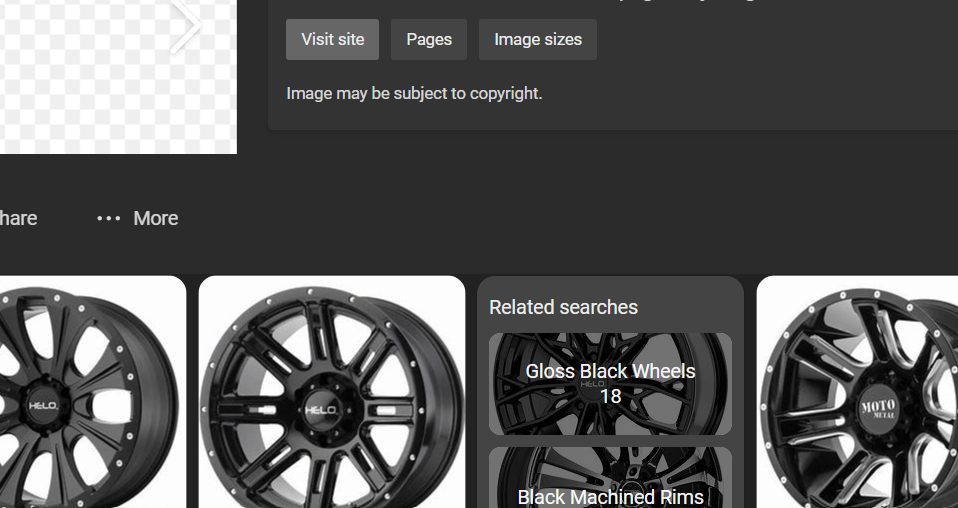 Visit site
Pages
Image sizes
Image may be subject to copyright.
hare
More
Related searches
HELO
HELO
HELO
Gloss Black Wheels
18
MOTO
METAL
Black Machined Rims